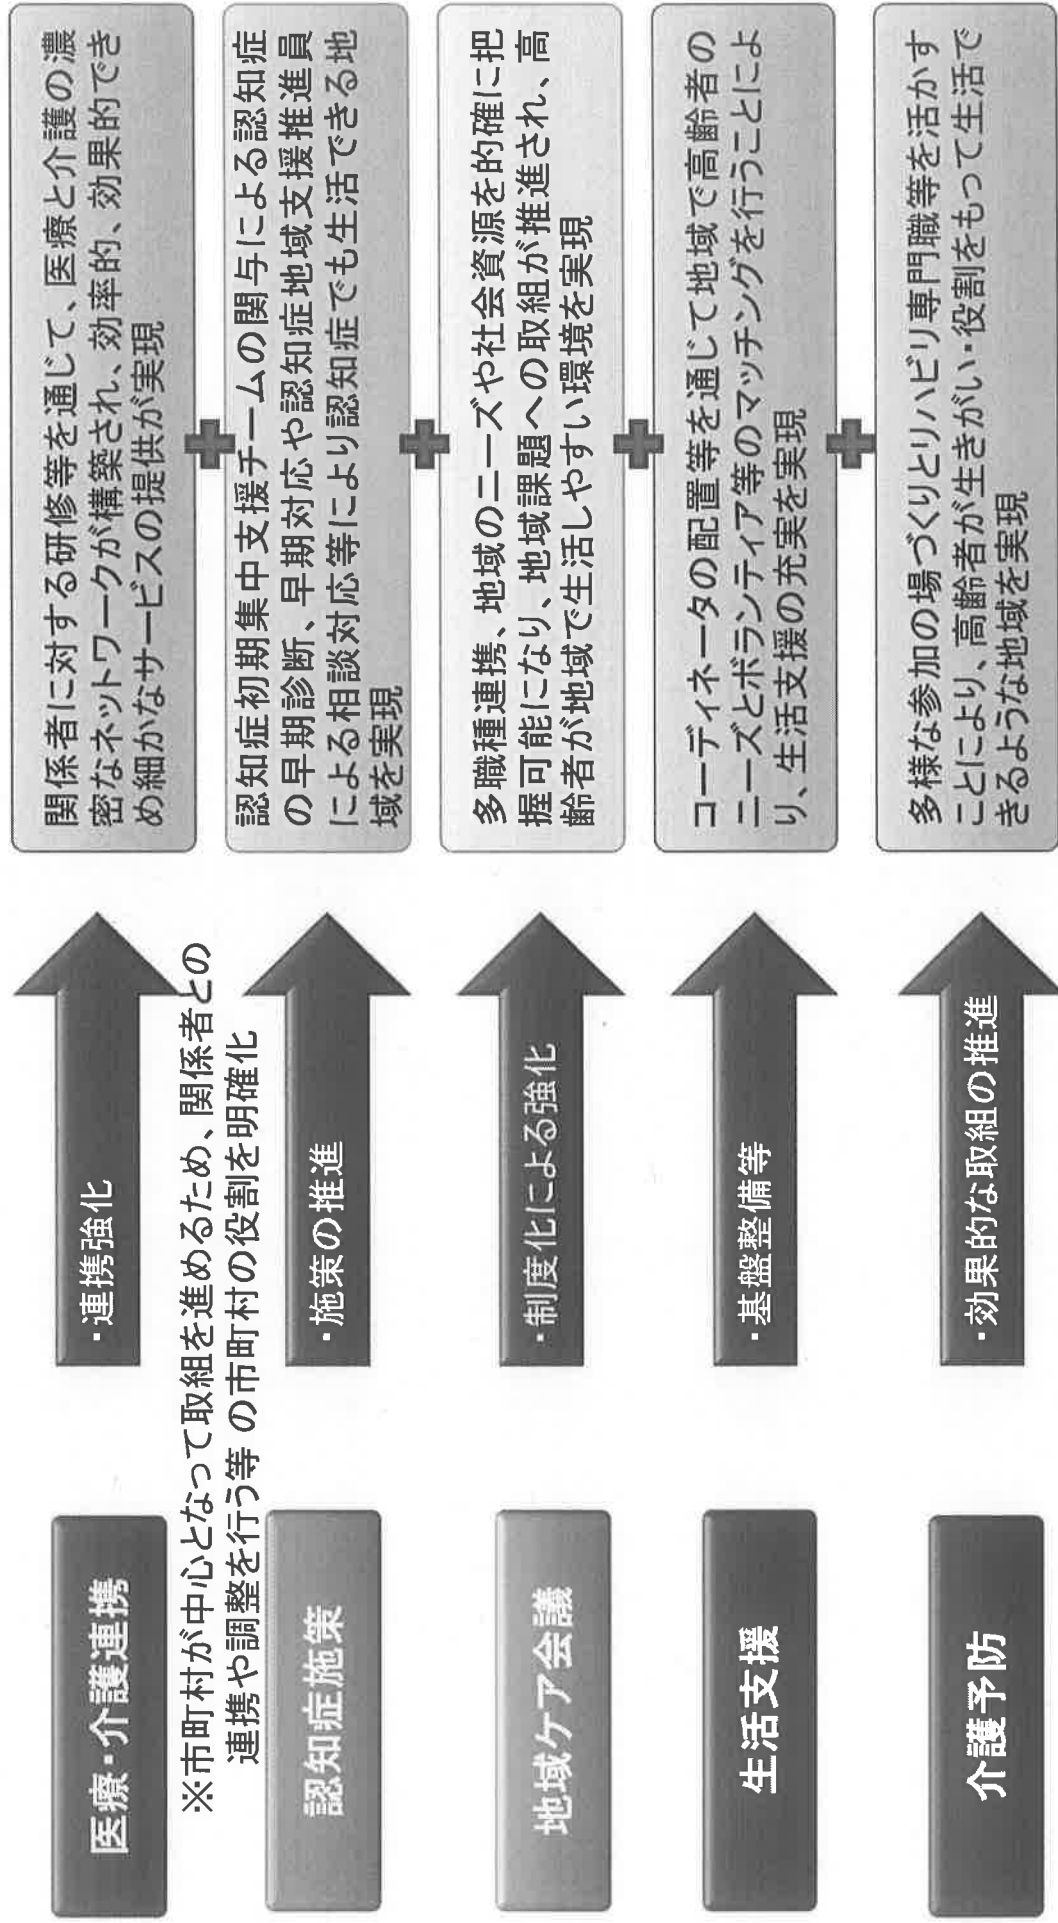 医療・介護連携
・連携強化
関係者に対する研修等を通じて、医療と介護の濃
密なネットワークが構築され、効率的、効果的でき
め細かなサービスの提供が実現
※市町村が中心となって取組を進めるため、関係者との
連携や調整を行う等 の市町村の役割を明確化
認知症施策
・施策の推進
認知症初期集中支援チームの関与による認知症
の早期診断、早期対応や認知症地域支援推進員
による相談対応等により認知症でも生活できる地
域を実現
地域ケア会議
・制度化による強化
多職種連携、地域のニーズや社会資源を的確に把
握可能になり、地域課題への取組が推進され、高
齢者が地域で生活しやすい環境を実現
生活支援
・基盤整備等
コーディネータの配置等を通じて地域で高齢者の
ニーズとボランティア等のマッチングを行うことによ
り、生活支援の充実を実現
介護予防
・効果的な取組の推進
多様な参加の場づくりとリハビリ専門職等を活かす
ことにより、高齢者が生きがい・役割をもって生活で
きるような地域を実現